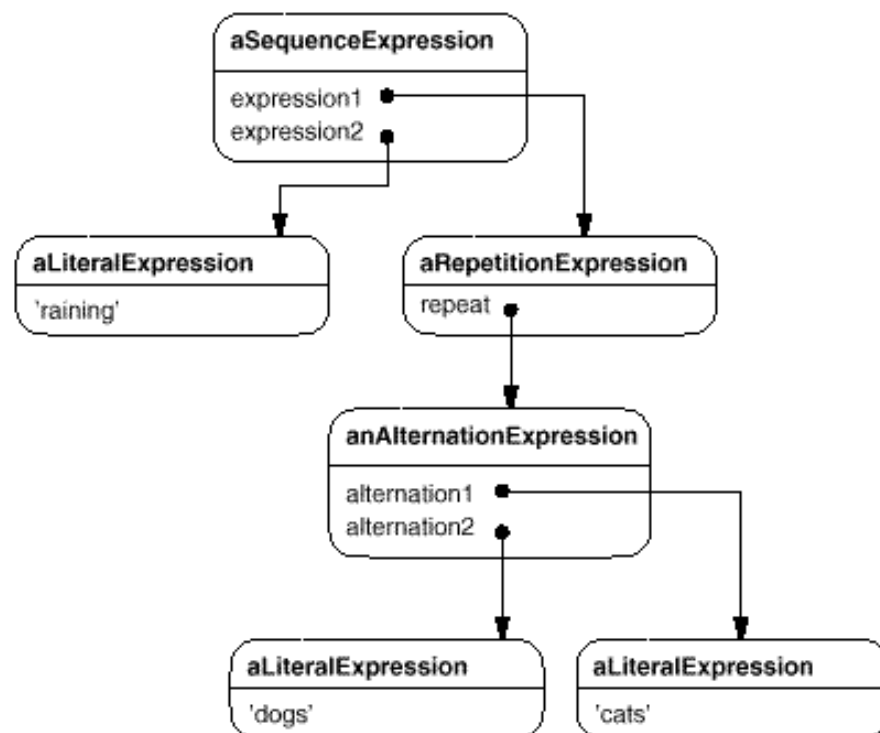 aSequenceExpression
expression1
expression2
aLiteralExpression
'raining'
aRepetitionExpression
repeat
anAlternationExpression
alternation1
alternation2
aLiteralExpression
'dogs'
aLiteralExpression
'cats'